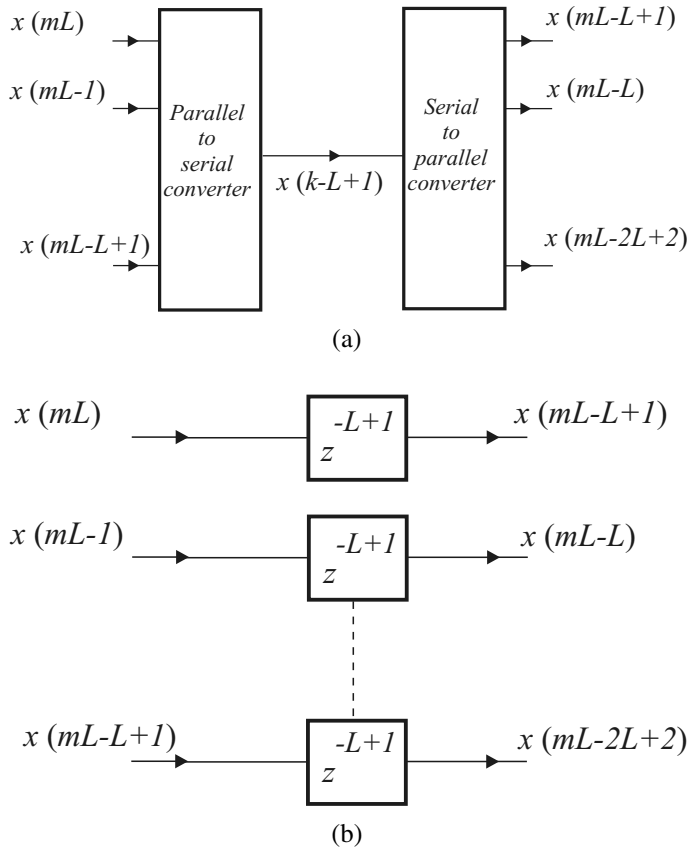 x (mL)
x (mL-1)
x (mL-L+1)
Parallel
to
serial
converter
x (k-L+1)
Serial
to
parallel
converter
x (mL-L+1)
x (mL-L)
x (mL-2L+2)
(a)
x (mL)
z^-L+1
x (mL-L+1)
x (mL-1)
z^-L+1
x (mL-L)
x (mL-L+1)
z^-L+1
x (mL-2L+2)
(b)